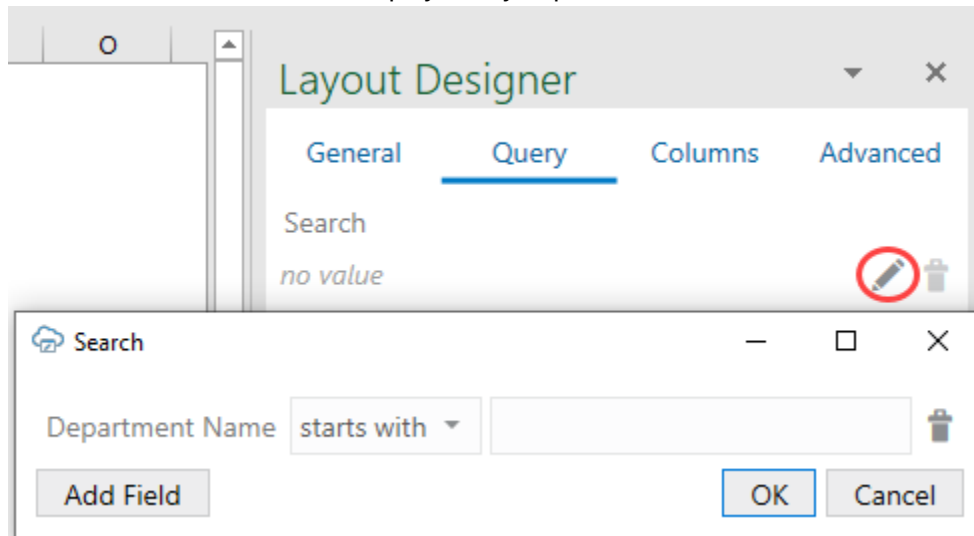 O
Layout Designer
General Query Columns Advanced
Search
no value
Search
Department Name starts with
Add Field OK Cancel